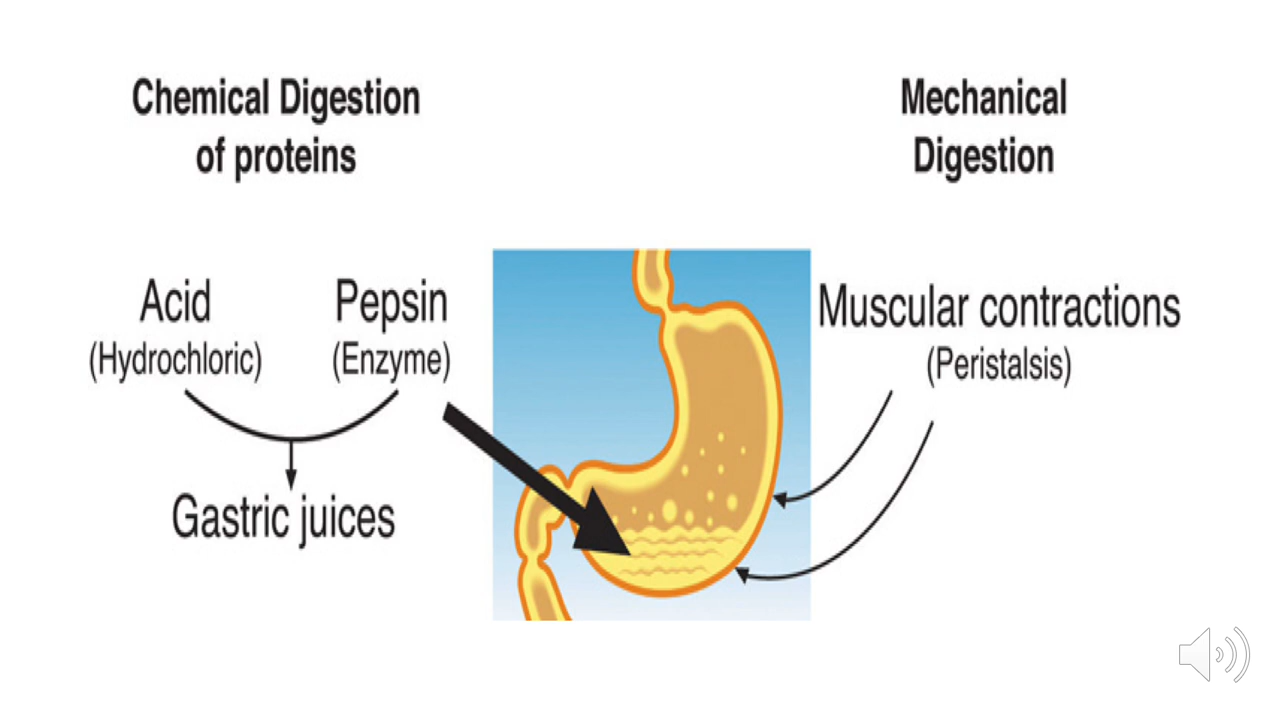 Chemical Digestion
of proteins
Acid
(Hydrochloric)
Pepsin
(Enzyme)
Gastric juices
Mechanical
Digestion
Muscular contractions
(Peristalsis)